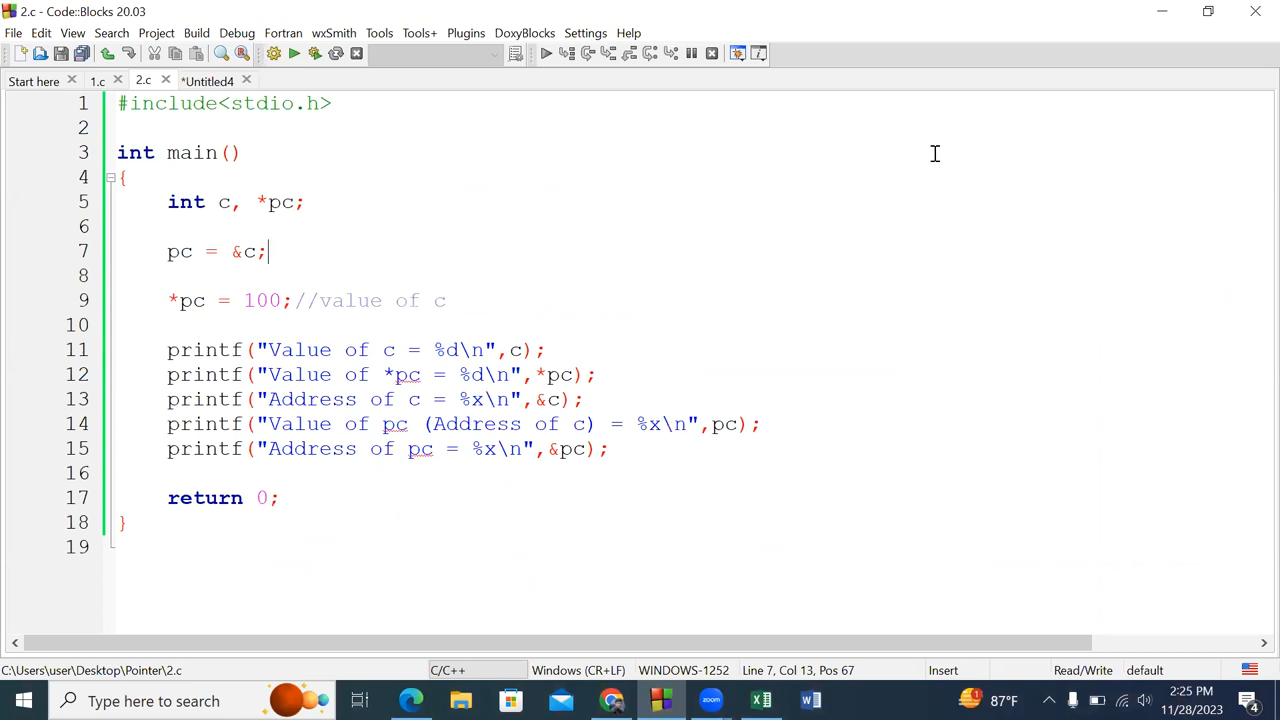 2.c - Code::Blocks 20.03
File Edit View Search Project Build Debug Fortran wxSmith Tools Tools+ Plugins DoxyBlocks Settings Help
Start here 1.c 2.c *Untitled4
1 #include<stdio.h>
2
3 int main()
4 {
5 int c, *pc;
6
7 pc = &c;
8
9 *pc = 100;//value of c
10
11 printf("Value of c = %d\n",c);
12 printf("Value of *pc = %d\n",*pc);
13 printf("Address of c = %x\n",&c);
14 printf("Value of pc (Address of c) = %x\n",pc);
15 printf("Address of pc = %x\n",&pc);
16
17 return 0;
18 }
19
C:\Users\user\Desktop\Pointer\2.c C/C++ Windows (CR+LF) WINDOWS-1252 Line 7, Col 13, Pos 67 Insert Read/Write default
Type here to search zoom 1 87°F 2:25 PM
11/28/2023 4